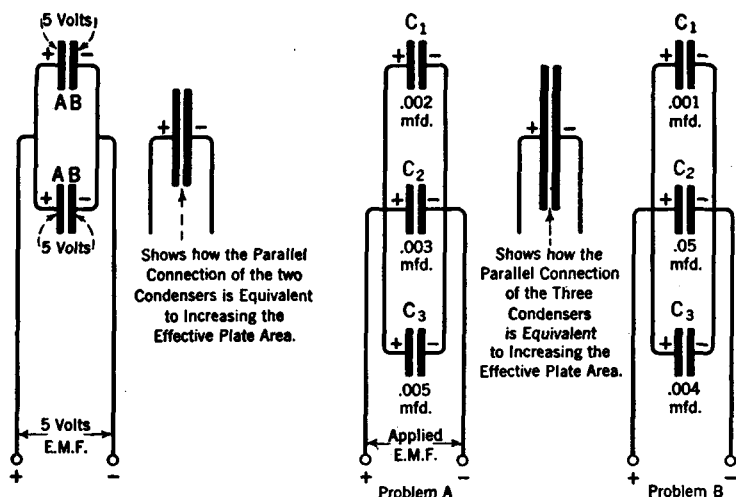 5 Volts
+ -
A B
A B
+ -
5 Volts
5 Volts
E.M.F.
+ -
+ -
Shows how the Parallel
Connection of the two
Condensers is Equivalent
to Increasing the
Effective Plate Area.
C1
+ -
.002
mfd.
C2
+ -
.003
mfd.
C3
+ -
.005
mfd.
Applied
E.M.F.
+ -
Problem A
+ -
Shows how the
Parallel Connection
of the Three
Condensers
is Equivalent
to Increasing the
Effective Plate Area.
C1
+ -
.001
mfd.
C2
+ -
.05
mfd.
C3
+ -
.004
mfd.
+ -
Problem B